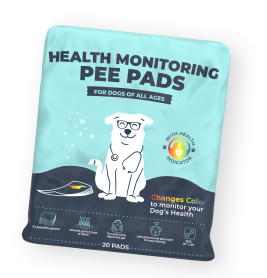 HEALTH MONITORING
PEE PADS
FOR DOGS OF ALL AGES
WITH HEALTH
INDICATOR
Changes Color
to monitor your
Dog's Health
20 PADS